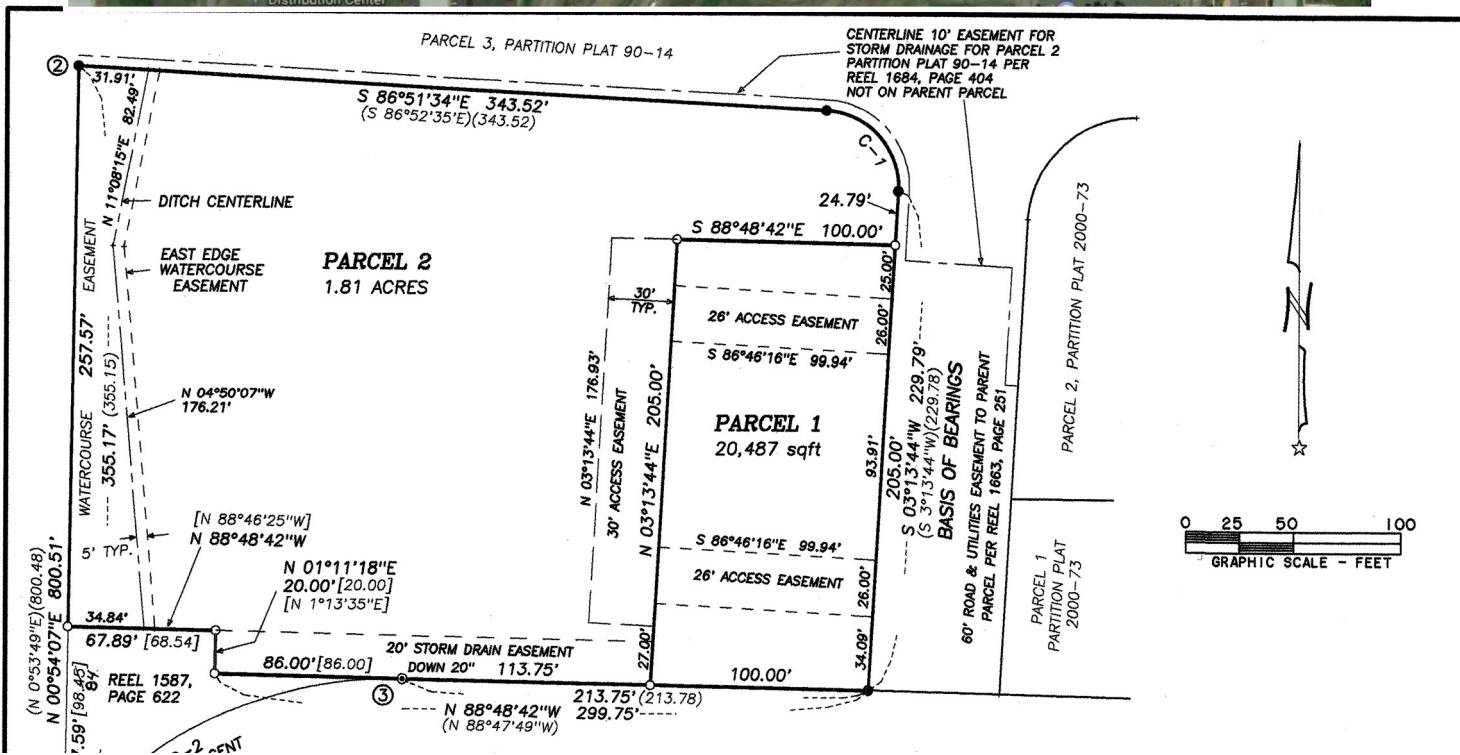 Distribution Center
PARCEL 3, PARTITION PLAT 90-14
CENTERLINE 10' EASEMENT FOR
STORM DRAINAGE FOR PARCEL 2
PARTITION PLAT 90-14 PER
REEL 1684, PAGE 404
NOT ON PARENT PARCEL
2
31.91'
N 11°08'15"E 82.49'
S 86°51'34"E 343.52'
(S 86°52'35'E)(343.52)
C-1
24.79'
DITCH CENTERLINE
S 88°48'42"E 100.00'
EAST EDGE
WATERCOURSE
EASEMENT
PARCEL 2
1.81 ACRES
30'
TYP.
25.00'
26' ACCESS EASEMENT
26.00'
S 86°46'16"E 99.94'
WATERCOURSE EASEMENT
257.57'
355.17' (355.15)
N 04°50'07"W
176.21'
N 03°13'44"E 176.93'
30' ACCESS EASEMENT
N 03°13'44"E 205.00'
PARCEL 1
20,487 sqft
93.91'
205.00'
S 03°13'44"W 229.79'
(S 3°13'44"W)(229.78)
BASIS OF BEARINGS
60' ROAD & UTILITIES EASEMENT TO PARENT
PARCEL PER REEL 1663, PAGE 251
PARCEL 2, PARTITION PLAT 2000-73
PARCEL 1
PARTITION PLAT
2000-73
N
0 25 50 100
GRAPHIC SCALE - FEET
[N 88°46'25"W]
N 88°48'42"W
5' TYP.
N 01°11'18"E
20.00' [20.00]
[N 1°13'35"E]
S 86°46'16"E 99.94'
26' ACCESS EASEMENT
26.00'
34.09'
27.00'
34.84'
67.89' [68.54]
20' STORM DRAIN EASEMENT
DOWN 20" 113.75'
86.00' [86.00]
100.00'
3
213.75' (213.78)
N 88°48'42"W 299.75'
(N 88°47'49"W)
(N 0°53'49"E)(800.48)
N 00°54'07"E 800.51'
[98.45]
84'
REEL 1587,
PAGE 622